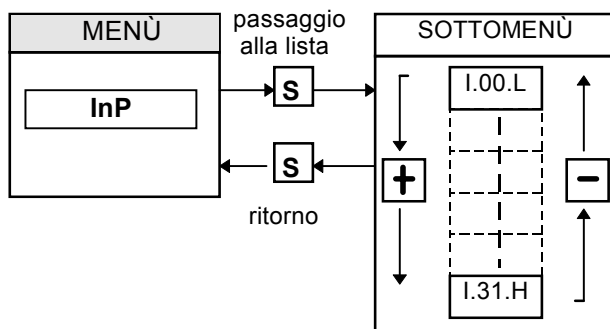 MENÙ
passaggio
alla lista
SOTTOMENÙ
InP
S
I.00.L
S
+
−
ritorno
I.31.H